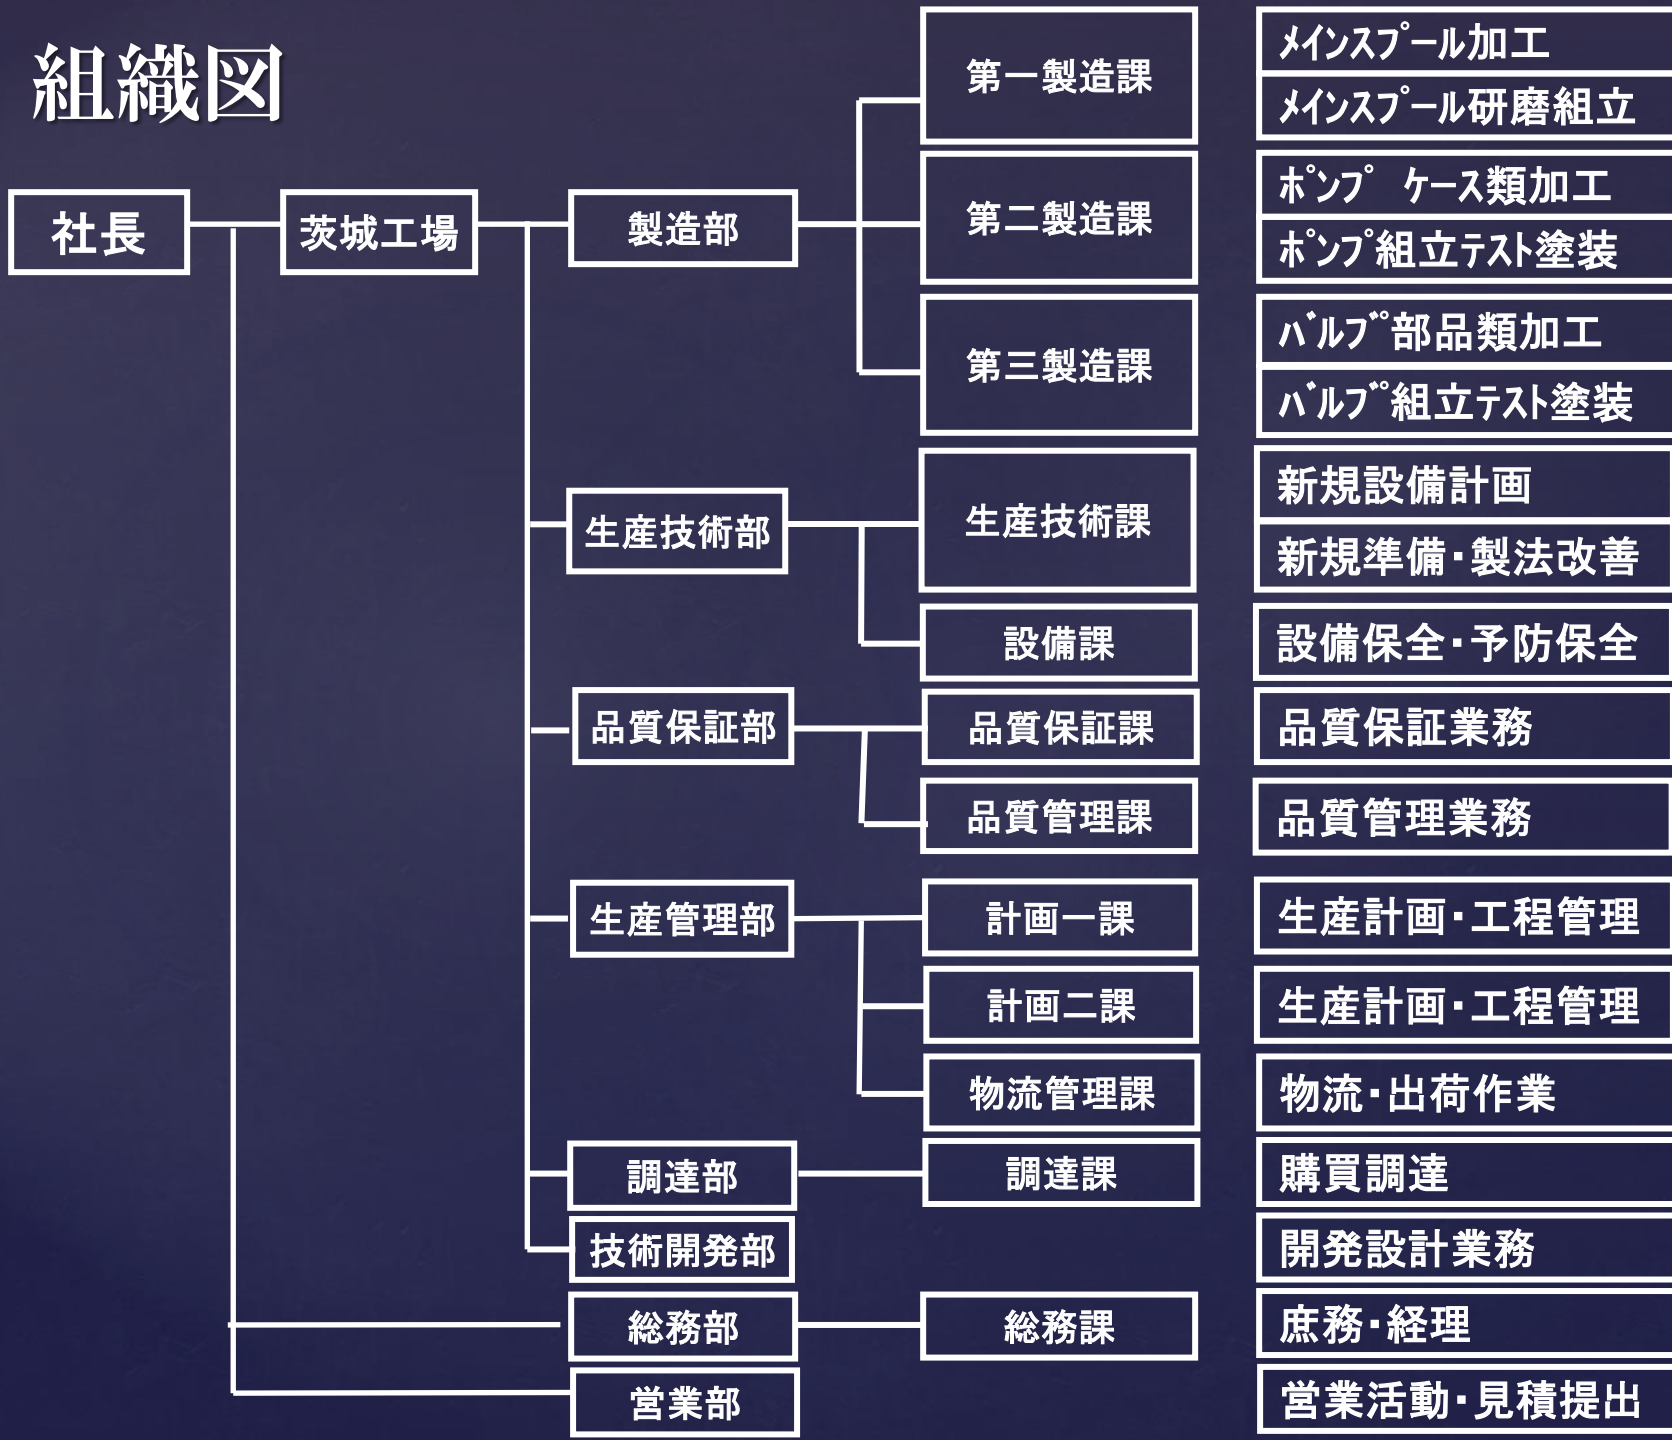 組織図
社長
茨城工場
製造部
第一製造課
ﾒｲﾝｽﾌﾟｰﾙ加工
ﾒｲﾝｽﾌﾟｰﾙ研磨組立
第二製造課
ﾎﾟﾝﾌﾟ ｹｰｽ類加工
ﾎﾟﾝﾌﾟ組立ﾃｽﾄ塗装
第三製造課
ﾊﾞﾙﾌﾟ部品類加工
ﾊﾞﾙﾌﾟ組立ﾃｽﾄ塗装
生産技術部
生産技術課
新規設備計画
新規準備・製法改善
設備課
設備保全・予防保全
品質保証部
品質保証課
品質保証業務
品質管理課
品質管理業務
生産管理部
計画一課
生産計画・工程管理
計画二課
生産計画・工程管理
物流管理課
物流・出荷作業
調達部
調達課
購買調達
技術開発部
開発設計業務
総務部
総務課
庶務・経理
営業部
営業活動・見積提出